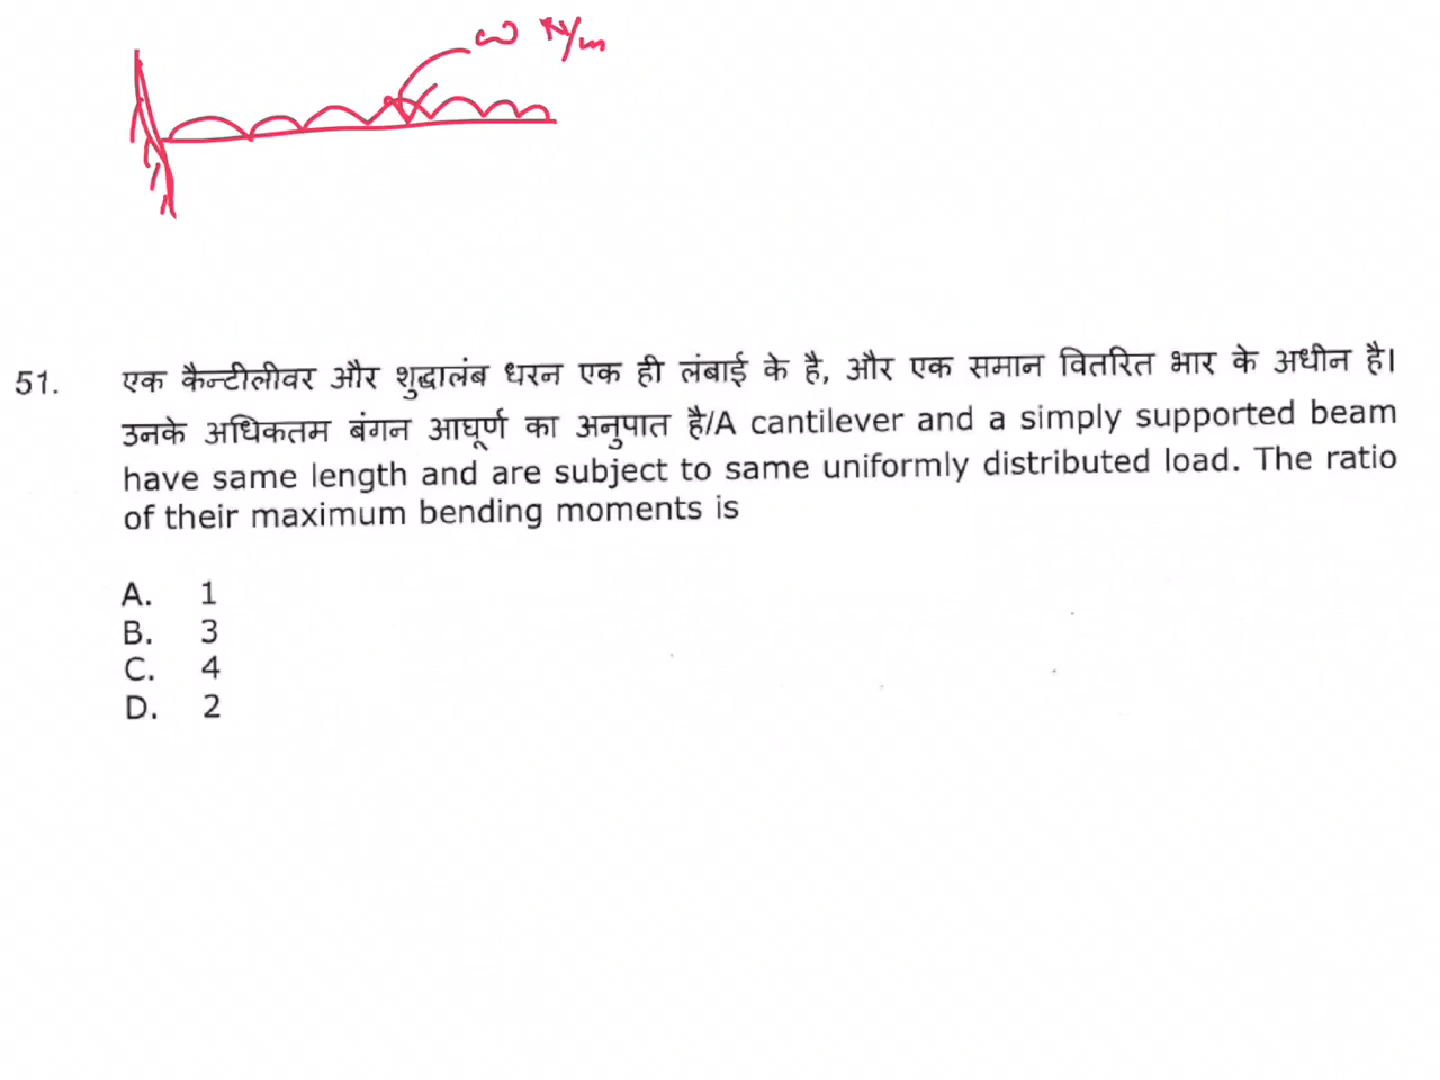 ω N/m
51. एक कैन्टीलीवर और शुद्धालंब धरन एक ही लंबाई के है, और एक समान वितरित भार के अधीन है।
उनके अधिकतम बंगन आघूर्ण का अनुपात है/A cantilever and a simply supported beam
have same length and are subject to same uniformly distributed load. The ratio
of their maximum bending moments is
A. 1
B. 3
C. 4
D. 2